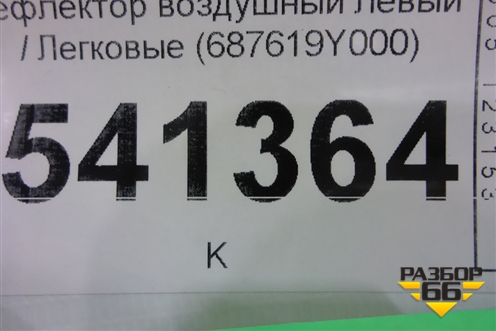 ефлектор воздушный Левый
/ Легковые (687619Y000)
541364
К
РАЗБОР
66